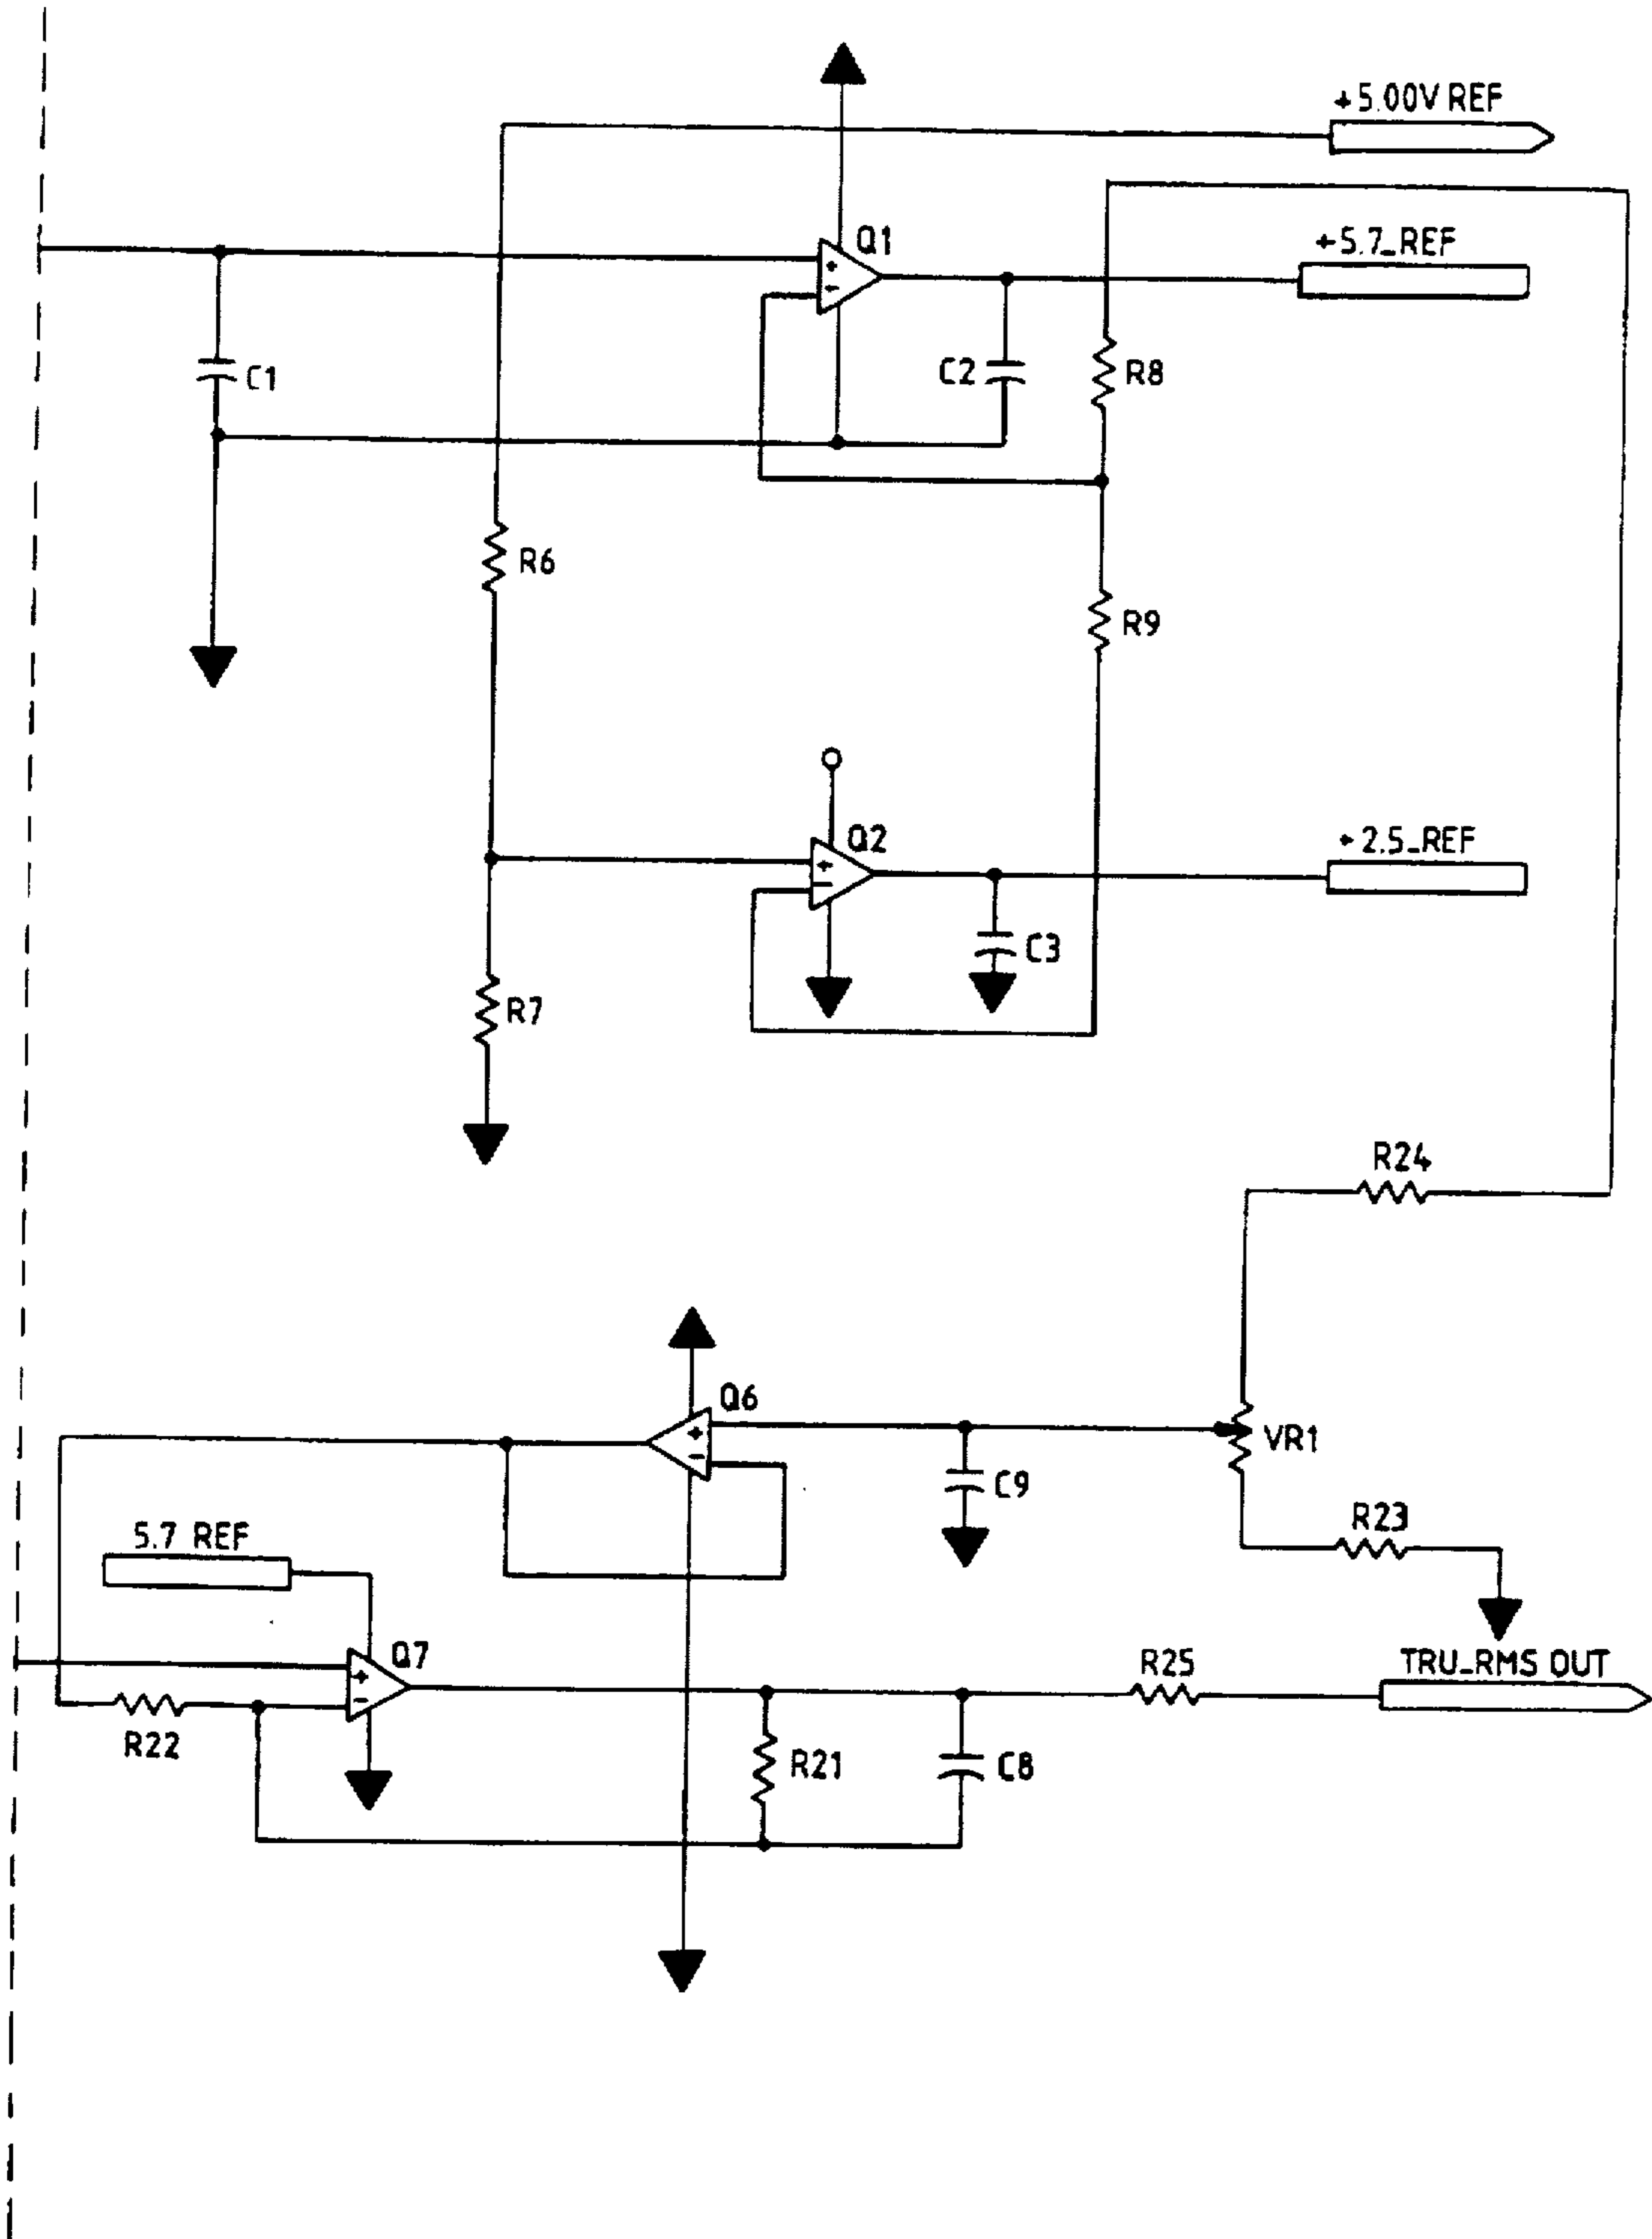 +5.00V REF
Q1
+5.7_REF
+
-
C1
C2
R8
R6
R9
Q2
+2.5_REF
+
-
C3
R7
R24
Q6
+
-
VR1
C9
R23
5.7 REF
Q7
+
-
R25
TRU_RMS OUT
R22
R21
C8